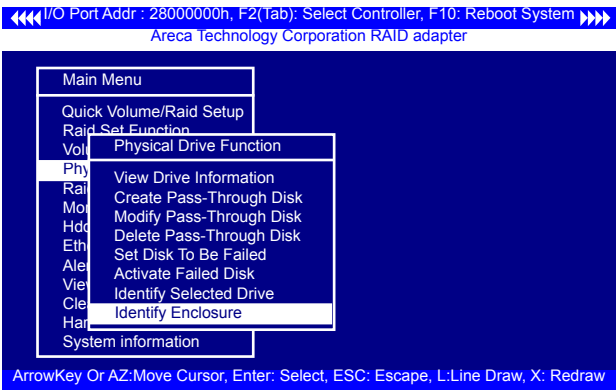 I/O Port Addr : 28000000h, F2(Tab): Select Controller, F10: Reboot System
Areca Technology Corporation RAID adapter
Main Menu
Quick Volume/Raid Setup
Raid Set Function
Physical Drive Function
View Drive Information
Create Pass-Through Disk
Modify Pass-Through Disk
Delete Pass-Through Disk
Set Disk To Be Failed
Activate Failed Disk
Identify Selected Drive
Identify Enclosure
System information
ArrowKey Or AZ:Move Cursor, Enter: Select, ESC: Escape, L:Line Draw, X: Redraw